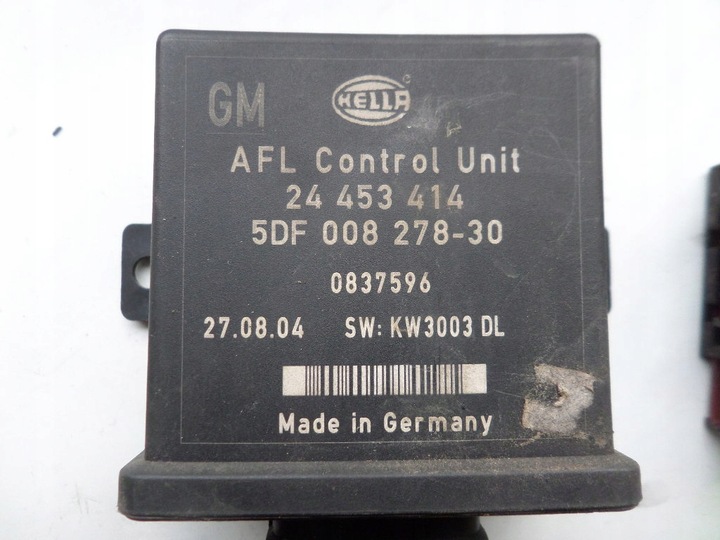 GM HELLA
AFL Control Unit
24 453 414
5DF 008 278-30
0837596
27.08.04 SW: KW3003 DL
Made in Germany